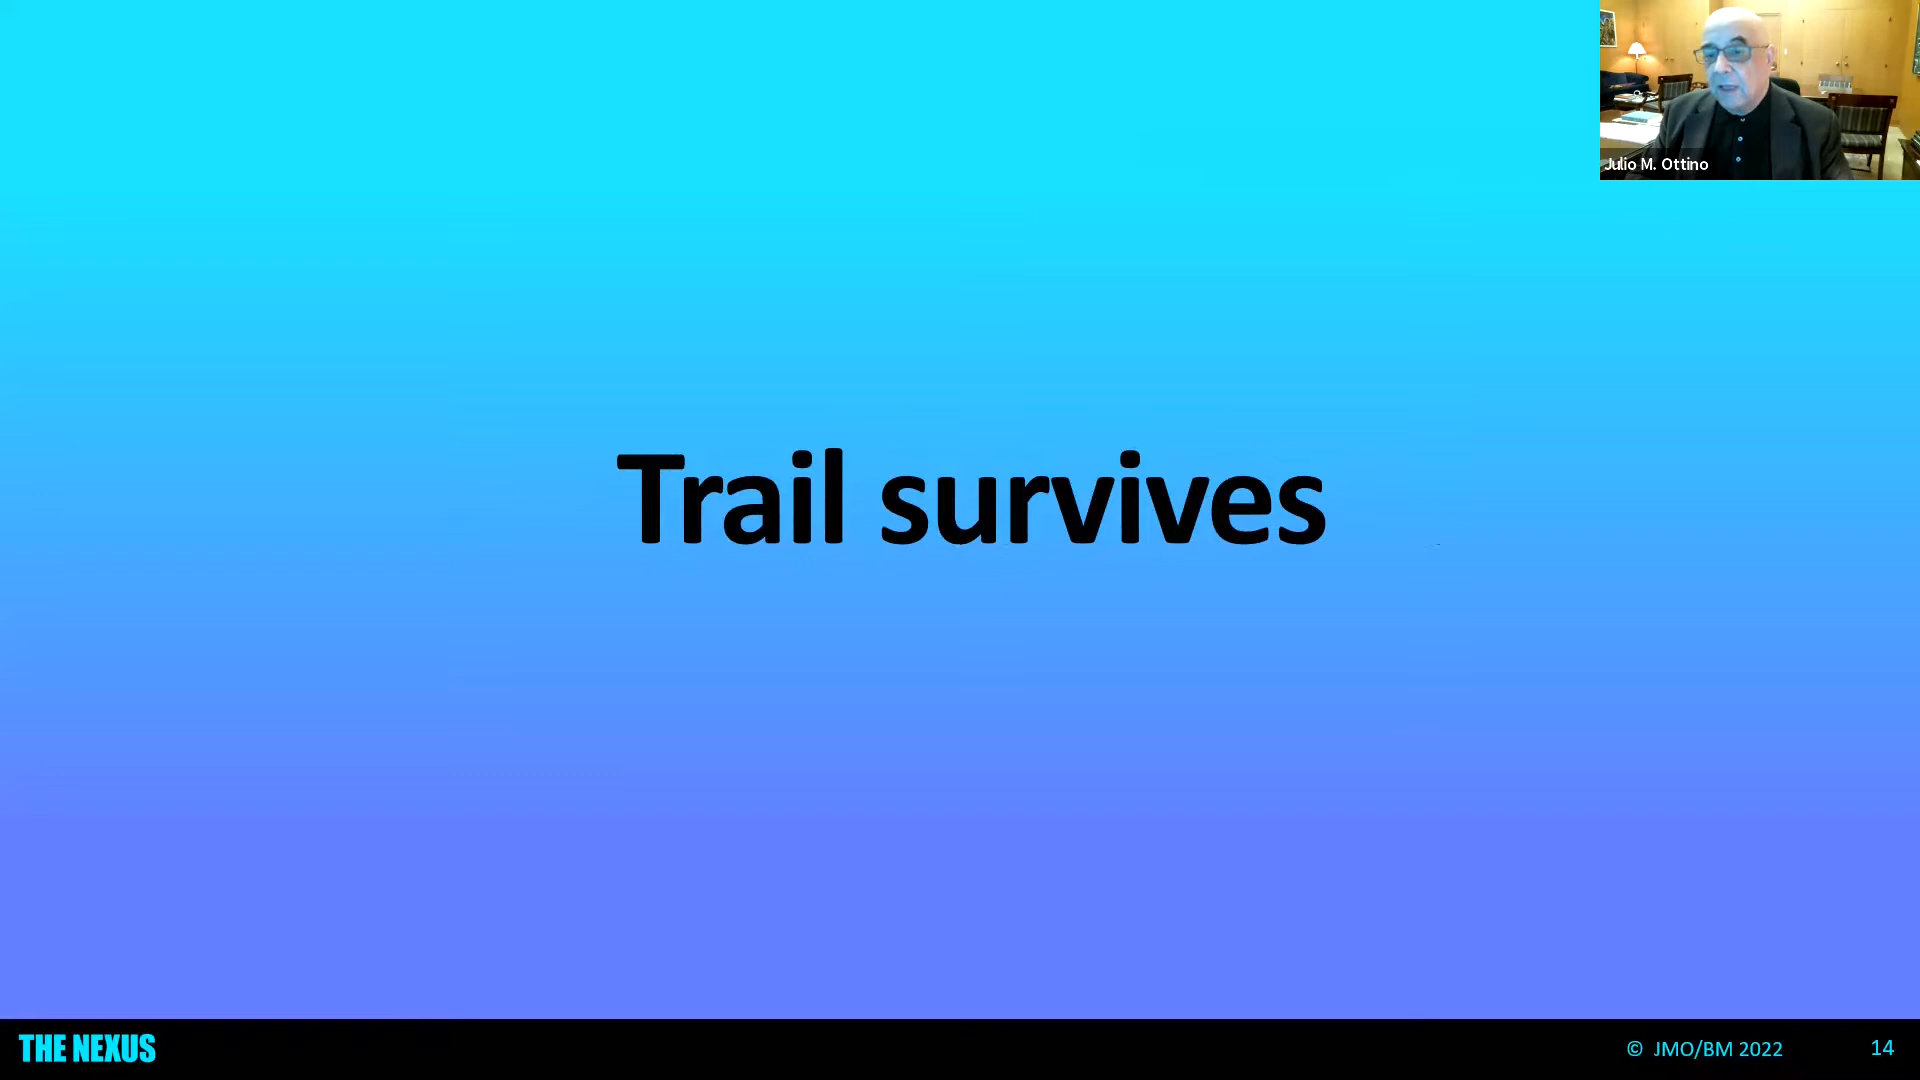 Julio M. Ottino
Trail survives
THE NEXUS
© JMO/BM 2022
14